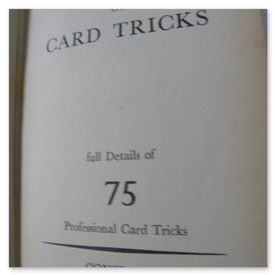 CARD TRICKS
full Details of
75
Professional Card Tricks